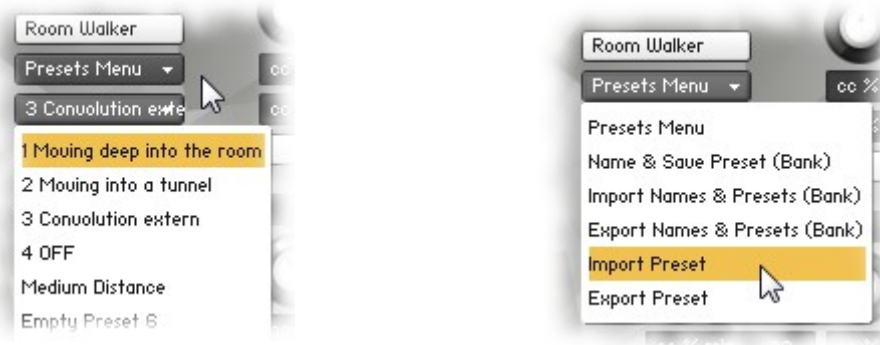 Room Walker
Presets Menu
3 Convolution exte
1 Moving deep into the room
2 Moving into a tunnel
3 Convolution extern
4 OFF
Medium Distance
Empty Preset 6
Room Walker
Presets Menu
cc %
Presets Menu
Name & Save Preset (Bank)
Import Names & Presets (Bank)
Export Names & Presets (Bank)
Import Preset
Export Preset